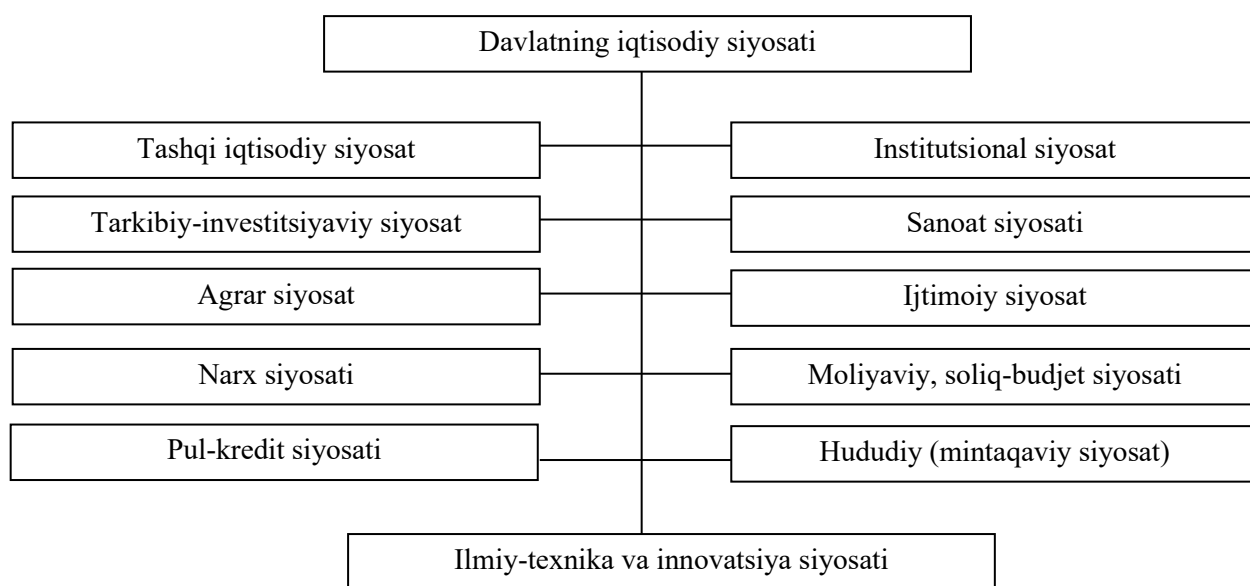 Davlatning iqtisodiy siyosati
Tashqi iqtisodiy siyosat
Institutsional siyosat
Tarkibiy-investitsiyaviy siyosat
Sanoat siyosati
Agrar siyosat
Ijtimoiy siyosat
Narx siyosati
Moliyaviy, soliq-budjet siyosati
Pul-kredit siyosati
Hududiy (mintaqaviy siyosat)
Ilmiy-texnika va innovatsiya siyosati